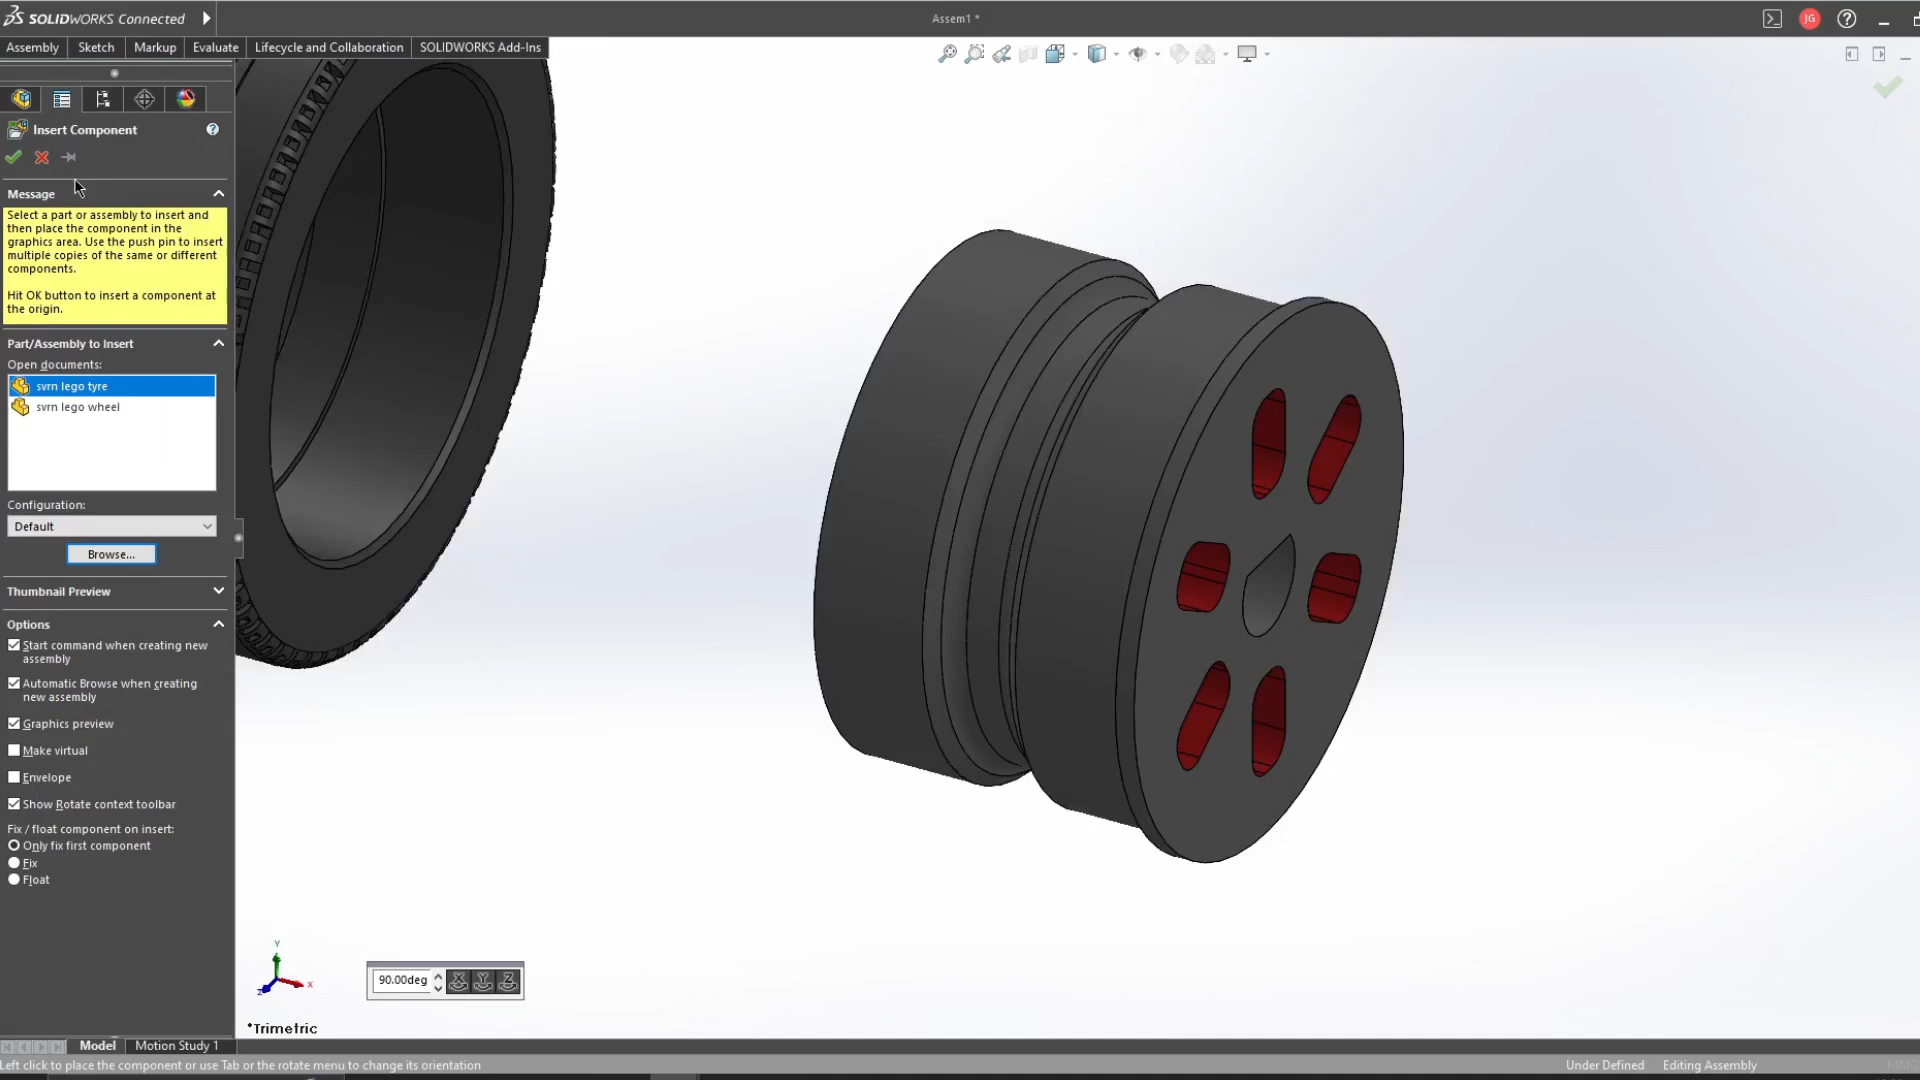 SOLIDWORKS Connected
Assem1 *
JG
Assembly
Sketch
Markup
Evaluate
Lifecycle and Collaboration
SOLIDWORKS Add-Ins
Insert Component
Message
Select a part or assembly to insert and
then place the component in the
graphics area. Use the push pin to insert
multiple copies of the same or different
components.
Hit OK button to insert a component at
the origin.
Part/Assembly to Insert
Open documents:
svrn lego tyre
svrn lego wheel
Configuration:
Default
Browse...
Thumbnail Preview
Options
Start command when creating new
assembly
Automatic Browse when creating
new assembly
Graphics preview
Make virtual
Envelope
Show Rotate context toolbar
Fix / float component on insert:
Only fix first component
Fix
Float
Y
X
Z
90.00deg
X
Y
Z
*Trimetric
Model
Motion Study 1
Left click to place the component or use Tab or the rotate menu to change its orientation
Under Defined
Editing Assembly